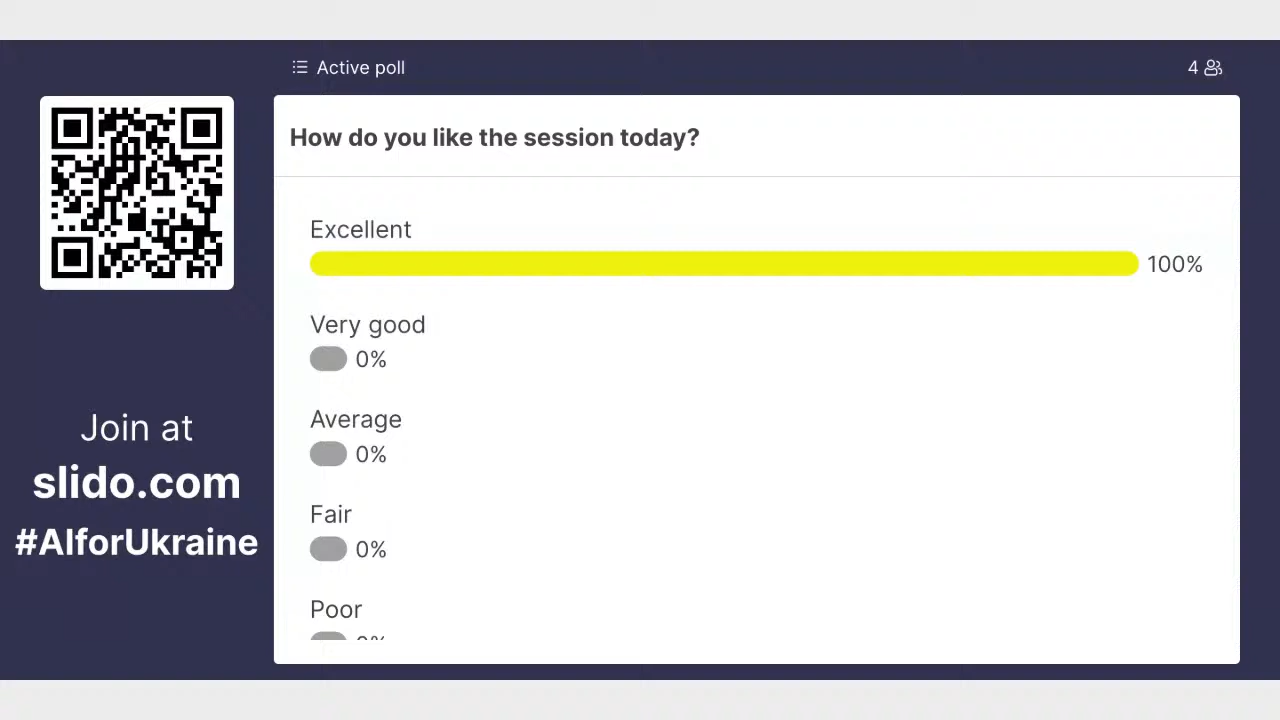 Active poll
4
How do you like the session today?
Excellent
100%
Very good
0%
Average
0%
Fair
0%
Poor
Join at
slido.com
#AIforUkraine